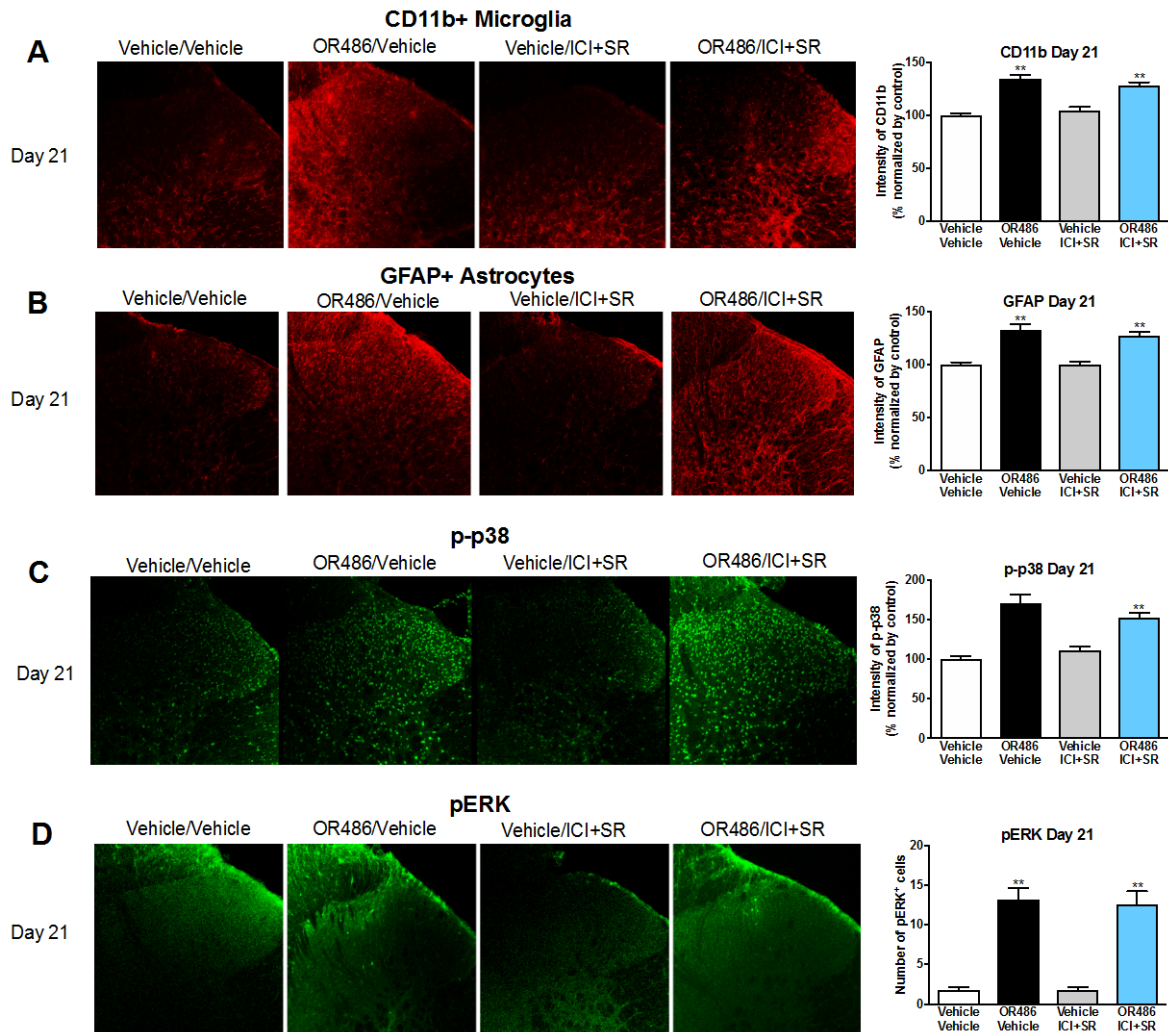 CD11b+ Microglia
A
Vehicle/Vehicle
OR486/Vehicle
Vehicle/ICI+SR
OR486/ICI+SR
Day 21
CD11b Day 21
Intensity of CD11b
(% normalized by control)
150
100
50
0
**
**
Vehicle OR486 Vehicle OR486
Vehicle Vehicle ICI+SR ICI+SR
GFAP+ Astrocytes
B
Vehicle/Vehicle
OR486/Vehicle
Vehicle/ICI+SR
OR486/ICI+SR
Day 21
GFAP Day 21
Intensity of GFAP
(% normalized by cnotrol)
150
100
50
0
**
**
Vehicle OR486 Vehicle OR486
Vehicle Vehicle ICI+SR ICI+SR
p-p38
C
Vehicle/Vehicle
OR486/Vehicle
Vehicle/ICI+SR
OR486/ICI+SR
Day 21
p-p38 Day 21
Intensity of p-p38
(% normalized by control)
200
150
100
50
0
**
Vehicle OR486 Vehicle OR486
Vehicle Vehicle ICI+SR ICI+SR
pERK
D
Vehicle/Vehicle
OR486/Vehicle
Vehicle/ICI+SR
OR486/ICI+SR
Day 21
pERK Day 21
Number of pERK⁺ cells
20
15
10
5
0
**
**
Vehicle OR486 Vehicle OR486
Vehicle Vehicle ICI+SR ICI+SR